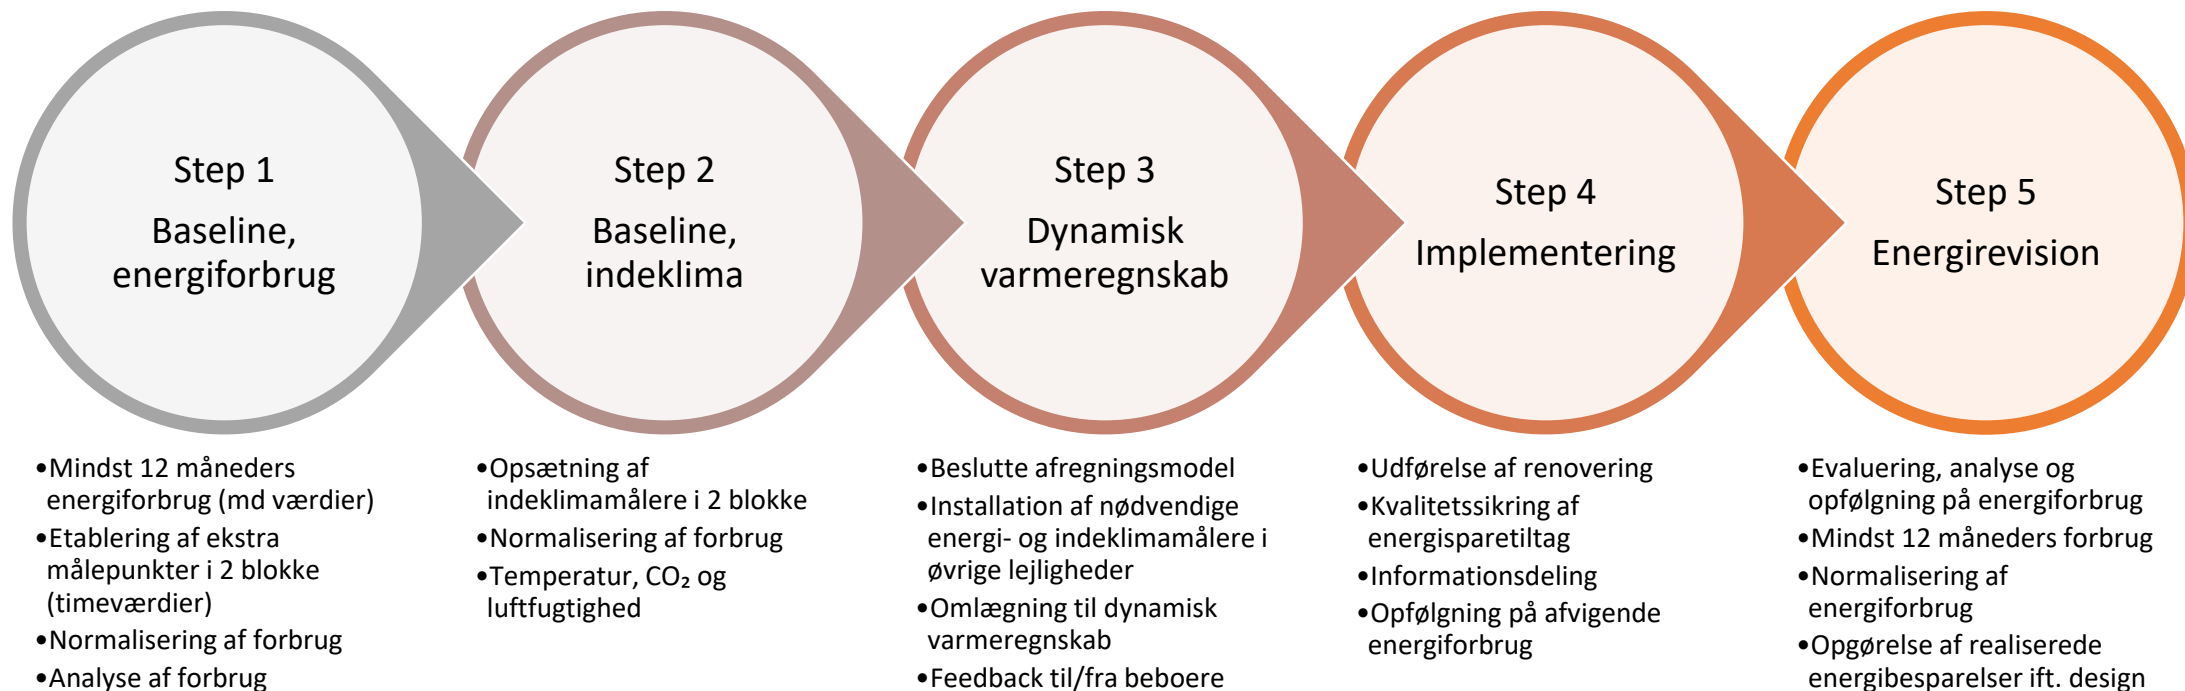 Step 1
Baseline,
energiforbrug
•Mindst 12 måneders
energiforbrug (md værdier)
•Etablering af ekstra
målepunkter i 2 blokke
(timeværdier)
•Normalisering af forbrug
•Analyse af forbrug
Step 2
Baseline,
indeklima
•Opsætning af
indeklimamålere i 2 blokke
•Normalisering af forbrug
•Temperatur, CO₂ og
luftfugtighed
Step 3
Dynamisk
varmeregnskab
•Beslutte afregningsmodel
•Installation af nødvendige
energi- og indeklimamålere i
øvrige lejligheder
•Omlægning til dynamisk
varmeregnskab
•Feedback til/fra beboere
Step 4
Implementering
•Udførelse af renovering
•Kvalitetssikring af
energisparetiltag
•Informationsdeling
•Opfølgning på afvigende
energiforbrug
Step 5
Energirevision
•Evaluering, analyse og
opfølgning på energiforbrug
•Mindst 12 måneders forbrug
•Normalisering af
energiforbrug
•Opgørelse af realiserede
energibesparelser ift. design